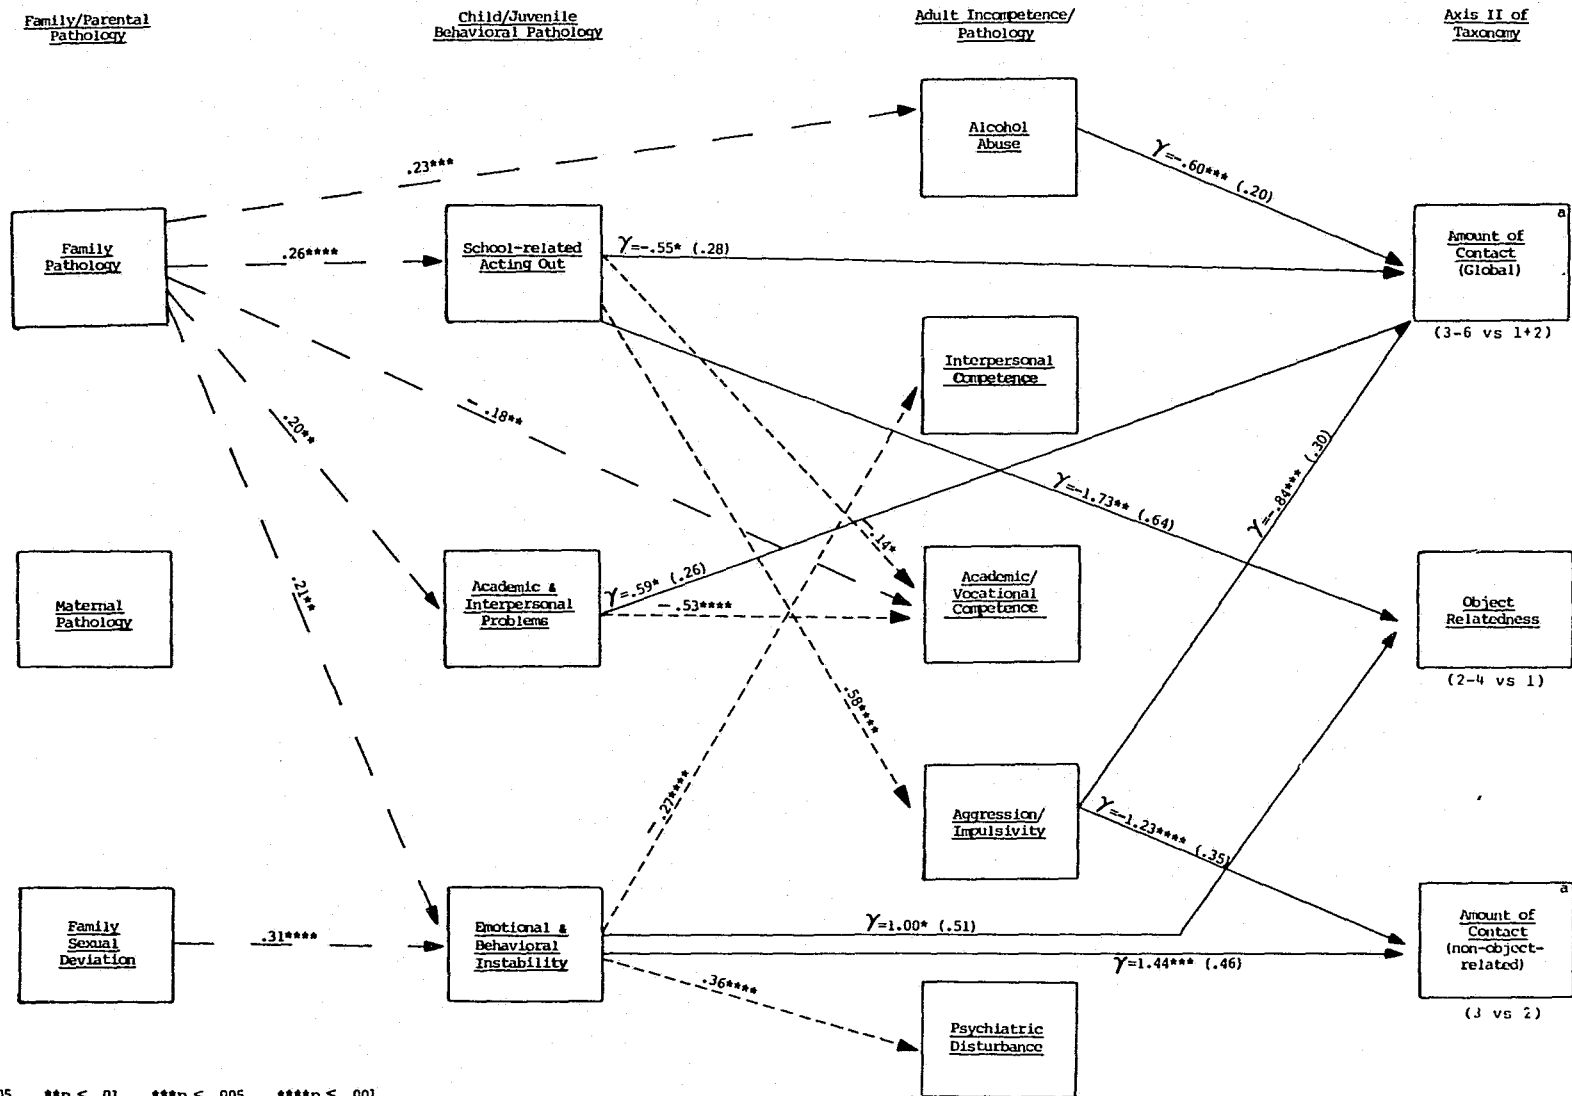 Family/Parental
Pathology
Child/Juvenile
Behavioral Pathology
Adult Incompetence/
Pathology
Axis II of
Taxonomy
Alcohol
Abuse
.23***
γ=-.60*** (.20)
Family
Pathology
.26****
School-related
Acting Out
γ=-.55* (.28)
a
Amount of
Contact
(Global)
(3-6 vs 1+2)
Interpersonal
Competence
-.18**
.20**
γ=-.84*** (.30)
γ=-1.73** (.64)
-.14*
Maternal
Pathology
.21**
Academic &
Interpersonal
Problems
γ=.59* (.26)
-.53****
Academic/
Vocational
Competence
Object
Relatedness
(2-4 vs 1)
.58****
-.27****
Aggression/
Impulsivity
γ=-1.23**** (.35)
Family
Sexual
Deviation
.31****
Emotional &
Behavioral
Instability
γ=1.00* (.51)
γ=1.44*** (.46)
a
Amount of
Contact
(non-object-
related)
(3 vs 2)
.36****
Psychiatric
Disturbance
05 **p ≤ .01 ***p ≤ .005 ****p ≤ .001